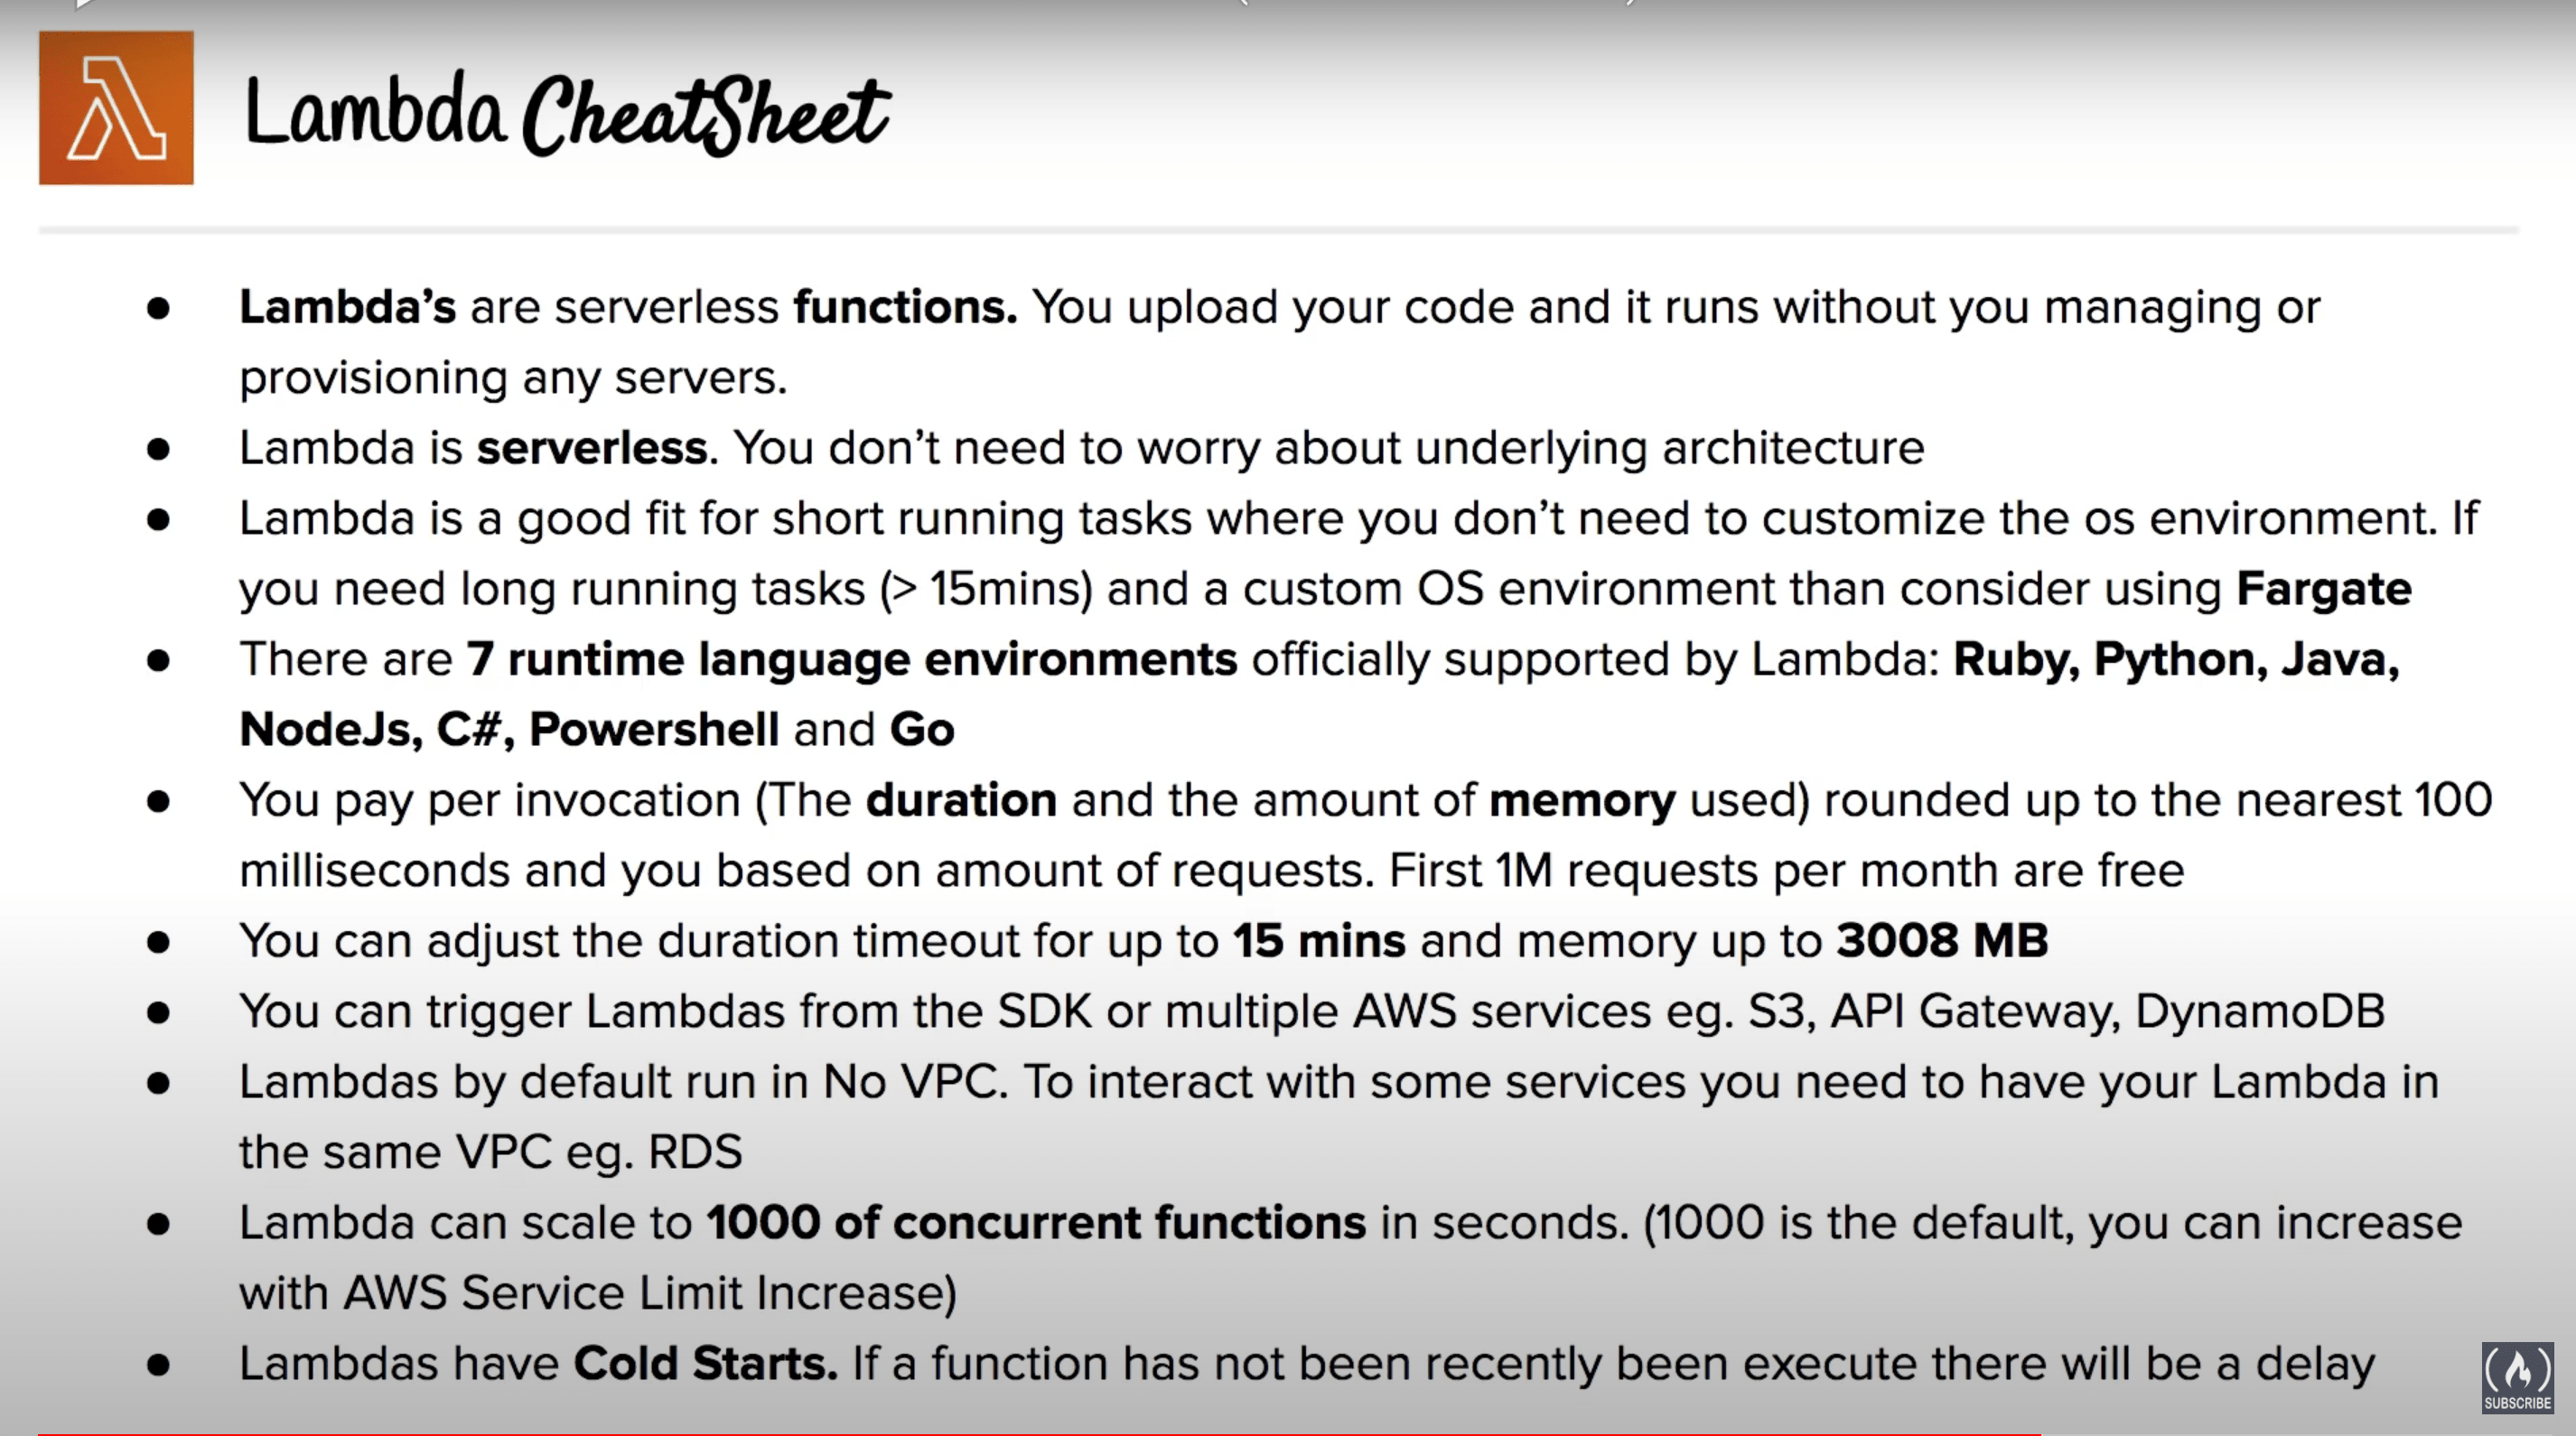 Lambda CheatSheet
● Lambda’s are serverless functions. You upload your code and it runs without you managing or
provisioning any servers.
● Lambda is serverless. You don’t need to worry about underlying architecture
● Lambda is a good fit for short running tasks where you don’t need to customize the os environment. If
you need long running tasks (> 15mins) and a custom OS environment than consider using Fargate
● There are 7 runtime language environments officially supported by Lambda: Ruby, Python, Java,
NodeJs, C#, Powershell and Go
● You pay per invocation (The duration and the amount of memory used) rounded up to the nearest 100
milliseconds and you based on amount of requests. First 1M requests per month are free
● You can adjust the duration timeout for up to 15 mins and memory up to 3008 MB
● You can trigger Lambdas from the SDK or multiple AWS services eg. S3, API Gateway, DynamoDB
● Lambdas by default run in No VPC. To interact with some services you need to have your Lambda in
the same VPC eg. RDS
● Lambda can scale to 1000 of concurrent functions in seconds. (1000 is the default, you can increase
with AWS Service Limit Increase)
● Lambdas have Cold Starts. If a function has not been recently been execute there will be a delay
SUBSCRIBE